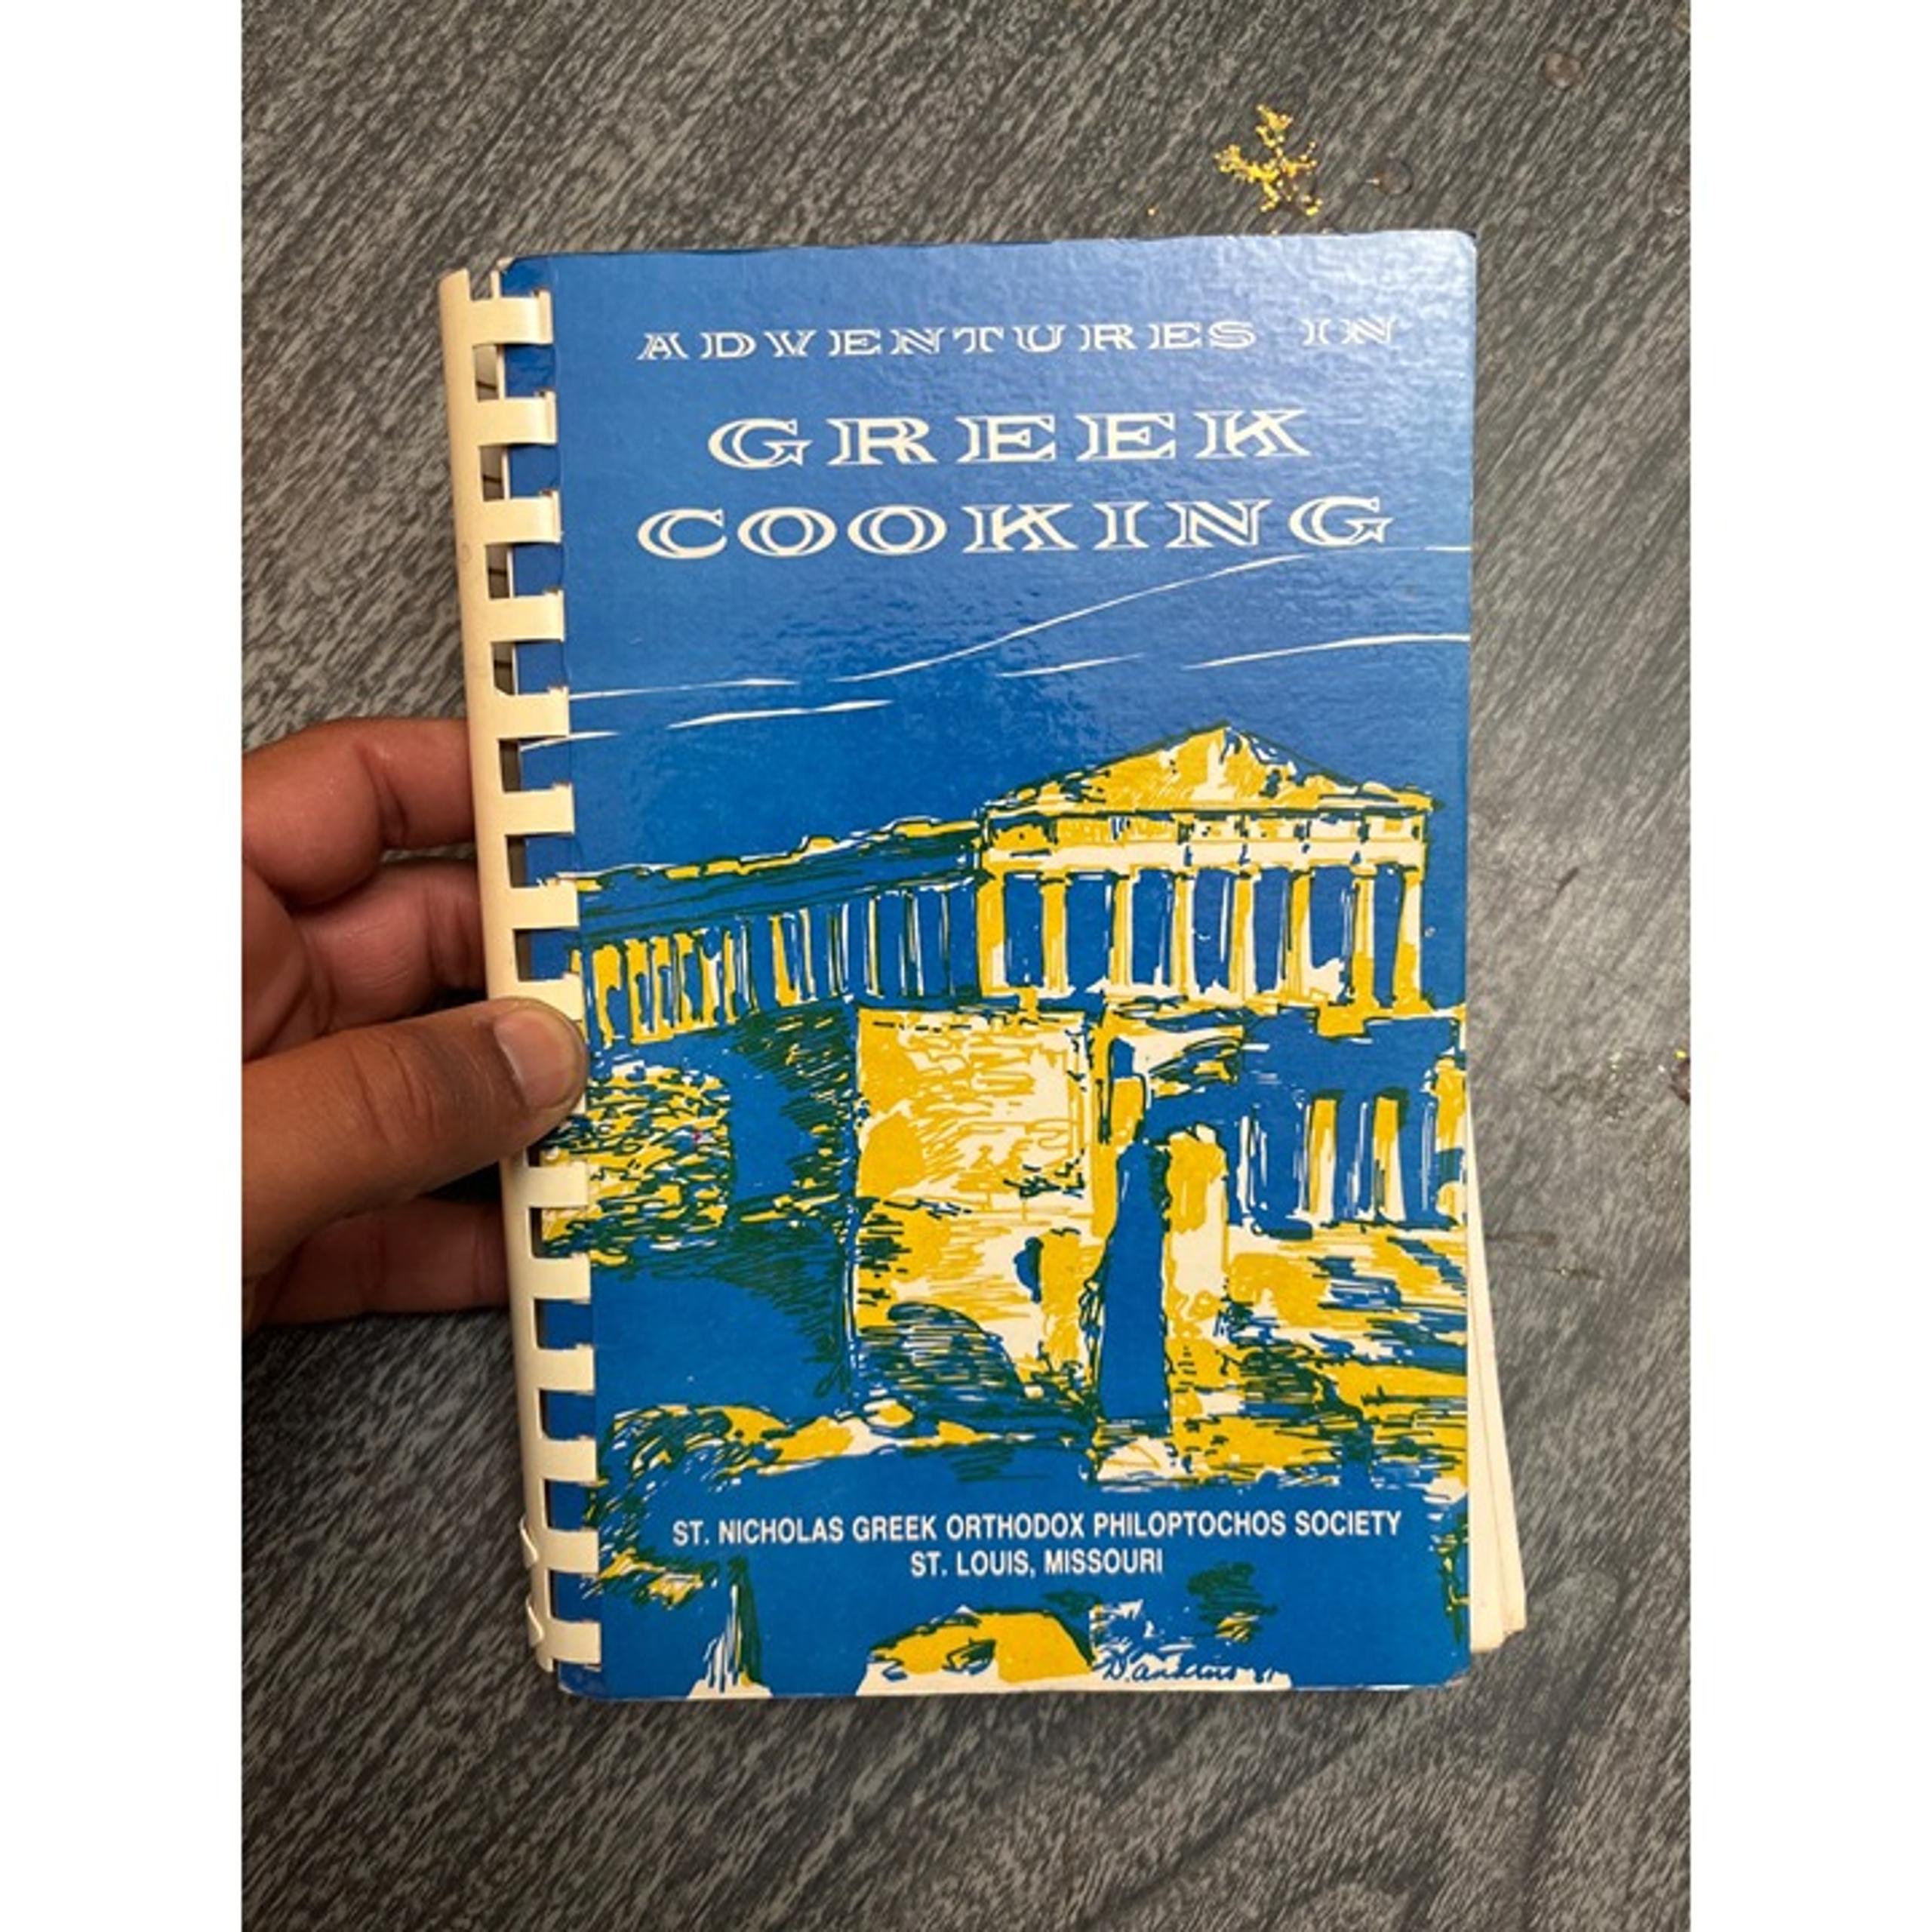 ADVENTURES IN
GREEK
COOKING
ST. NICHOLAS GREEK ORTHODOX PHILOPTOCHOS SOCIETY
ST. LOUIS, MISSOURI